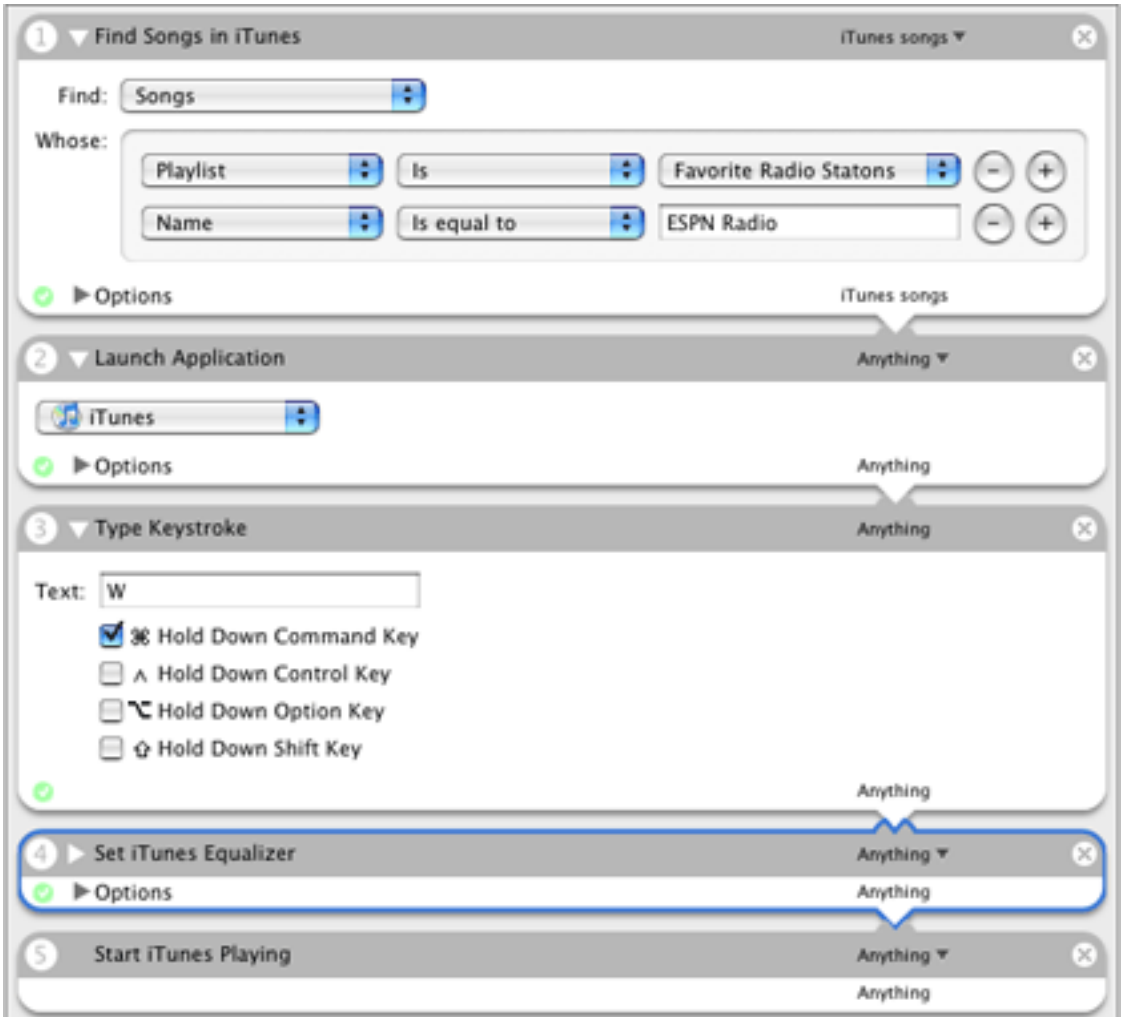 1 Find Songs in iTunes iTunes songs
Find: Songs
Whose:
Playlist Is Favorite Radio Statons
Name Is equal to ESPN Radio
Options iTunes songs
2 Launch Application Anything
iTunes
Options Anything
3 Type Keystroke Anything
Text: W
⌘ Hold Down Command Key
^ Hold Down Control Key
⌥ Hold Down Option Key
⇧ Hold Down Shift Key
Anything
4 Set iTunes Equalizer Anything
Options Anything
5 Start iTunes Playing Anything
Anything